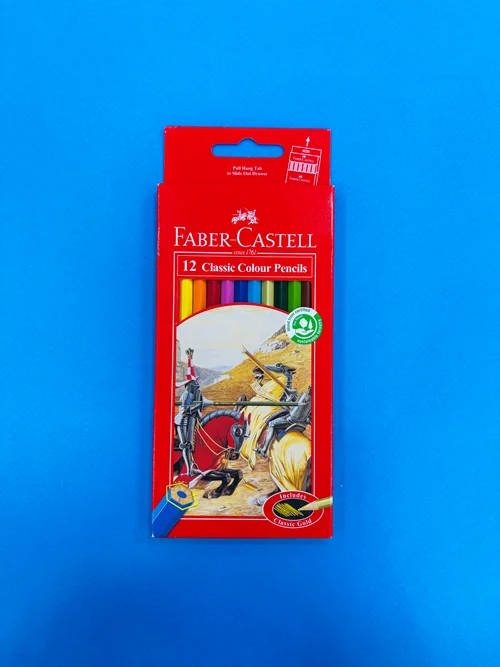 Pull Hang Tab
to Slide Out Drawer
FABER-CASTELL
since 1761
12 Classic Colour Pencils
Includes
Classic Gold